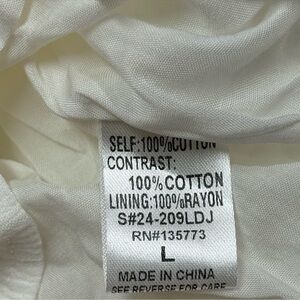 SELF:100%COTTON
CONTRAST:
100%COTTON
LINING:100%RAYON
S#24-209LDJ
RN#135773
L
MADE IN CHINA
SEE REVERSE FOR CARE